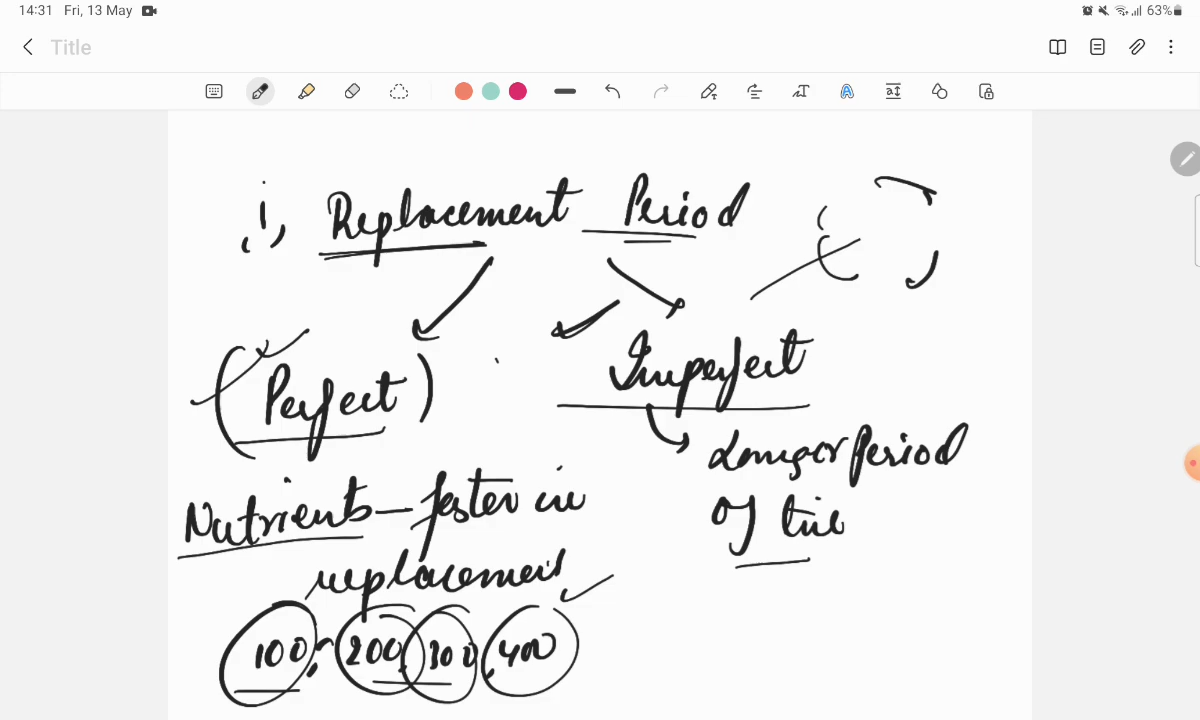 14:31 Fri, 13 May 63%
Title
i, Replacement Period
(Perfect) Imperfect
Longer Period
Of time
Nutrients – faster in
replacement
100, 200 300 400